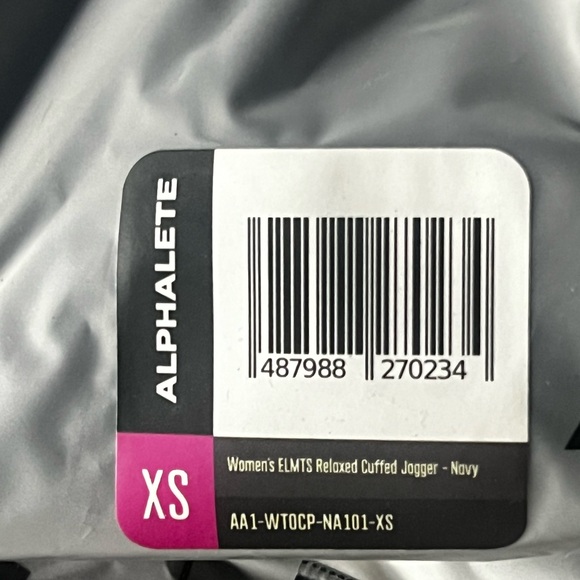 ALPHALETE
487988 270234
XS
Women's ELMTS Relaxed Cuffed Jogger - Navy
AA1-WTOCP-NA101-XS